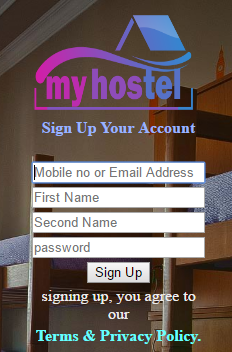 myhostel
Sign Up Your Account
Mobile no or Email Address
First Name
Second Name
password
Sign Up
signing up, you agree to
our
Terms & Privacy Policy.